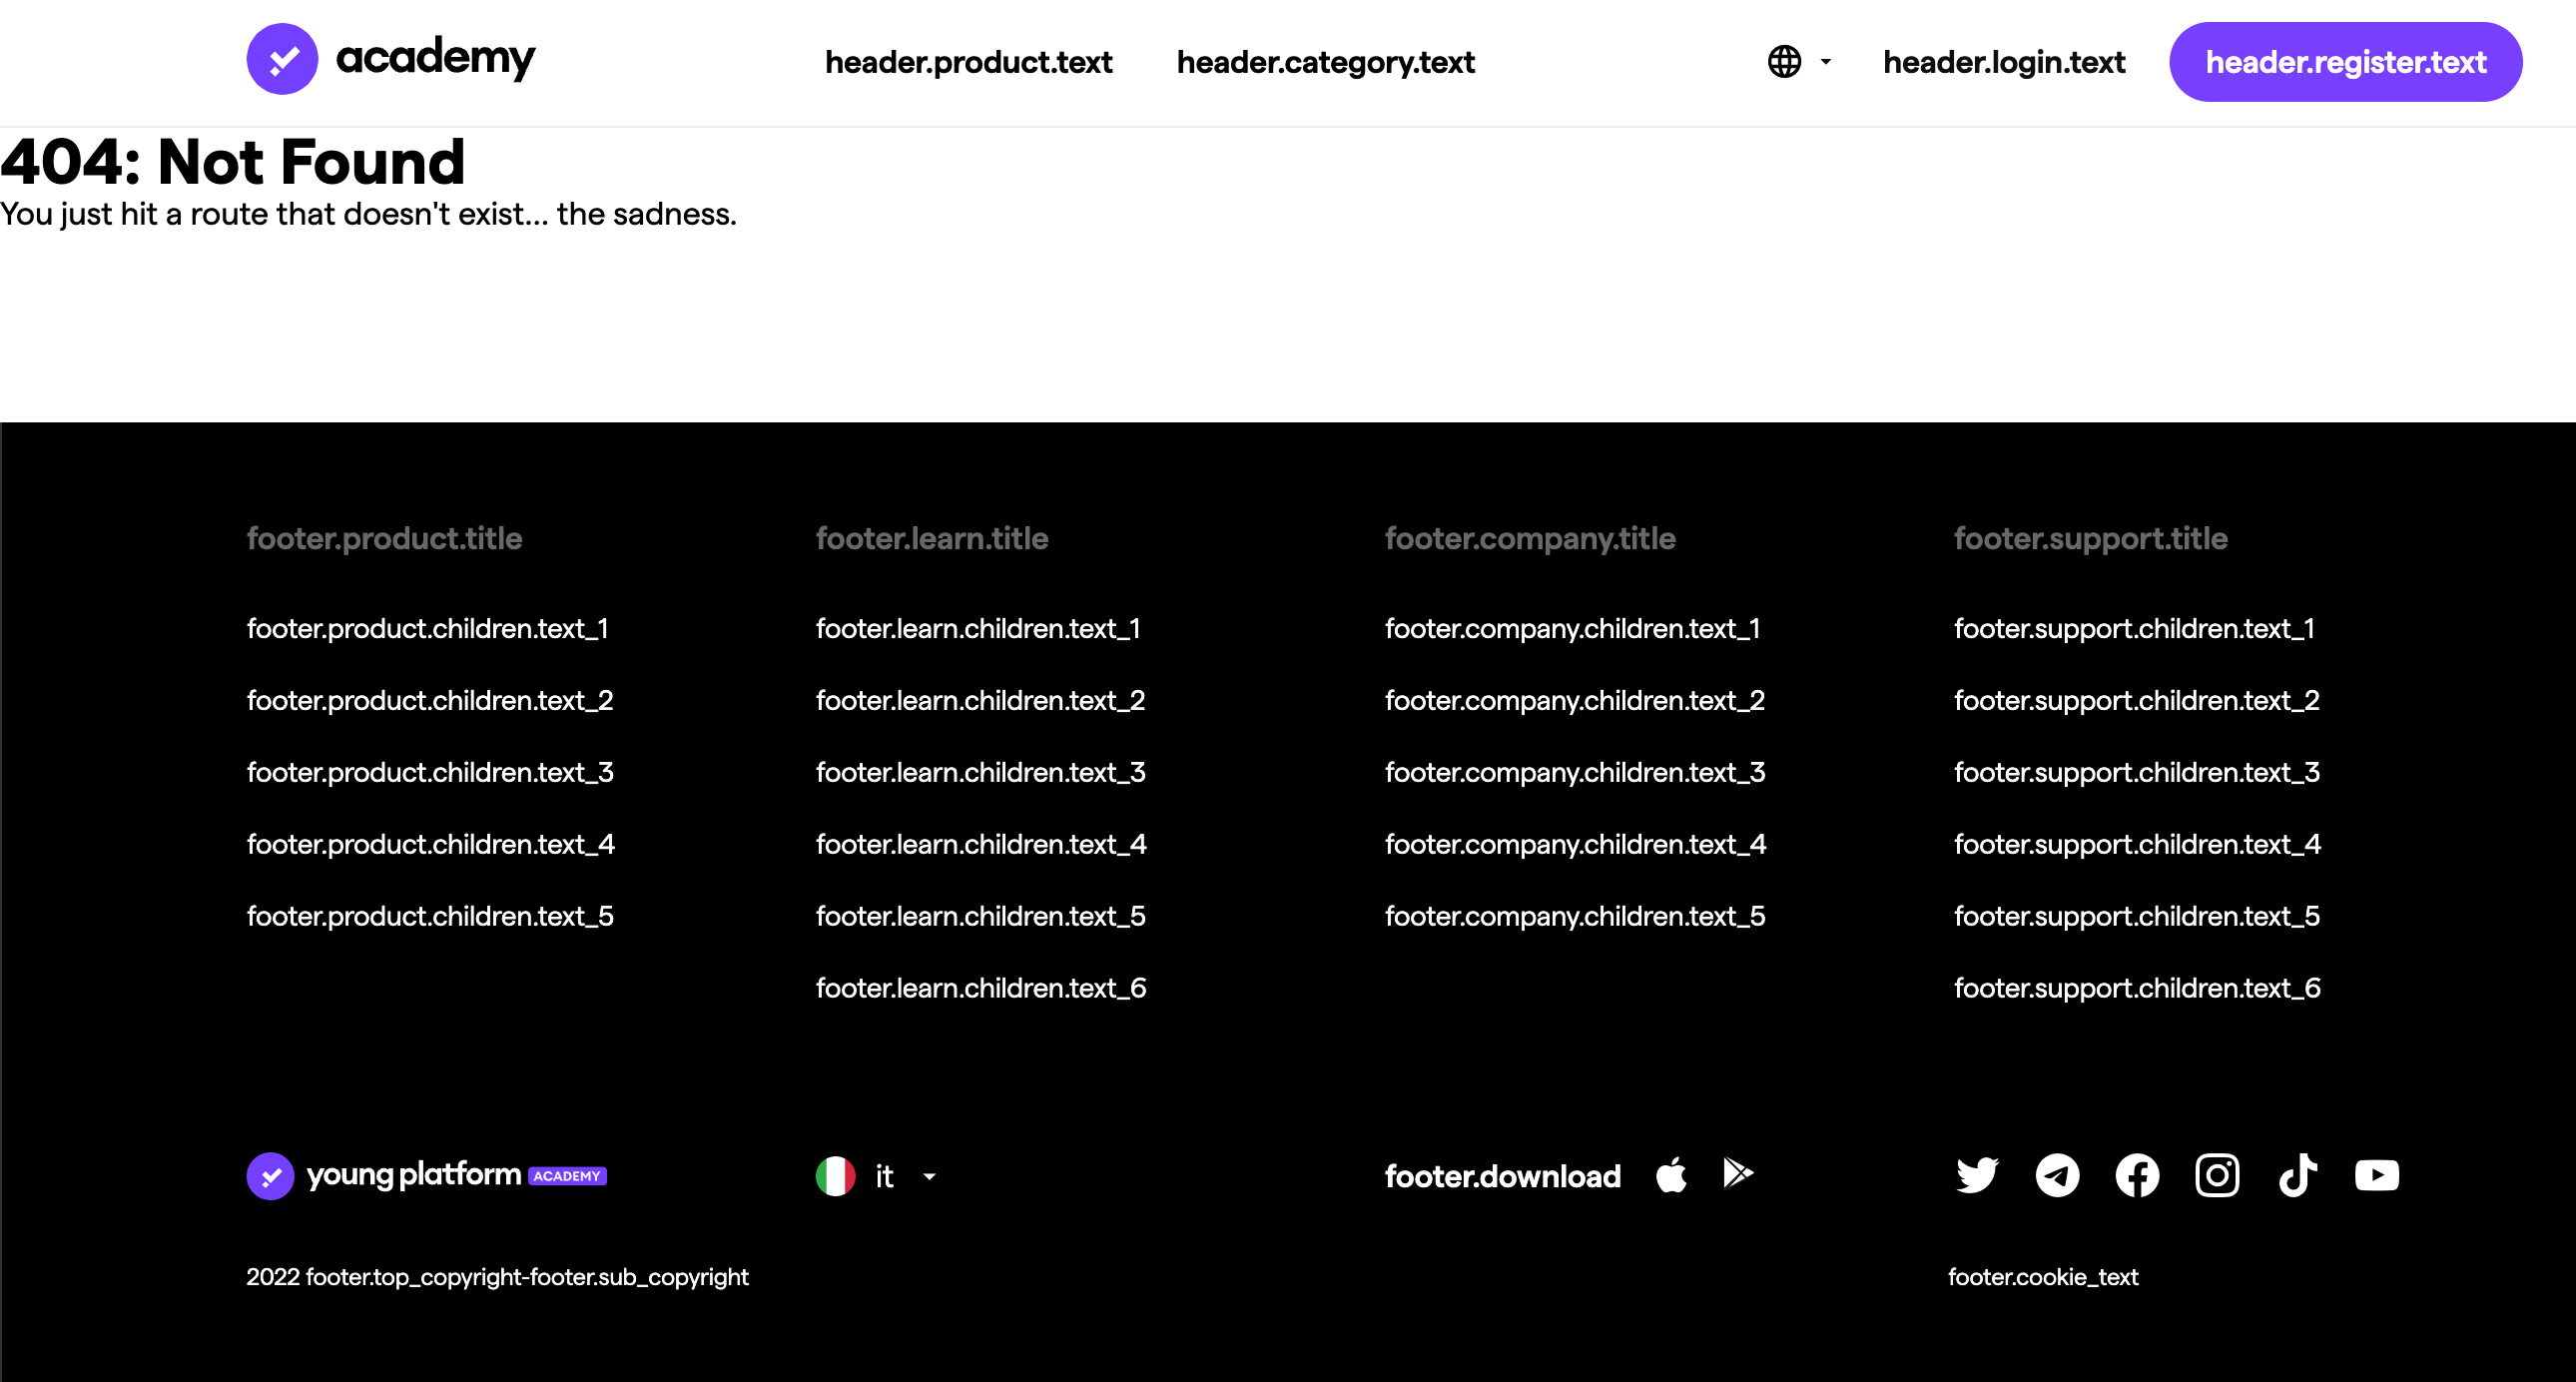 academy
header.product.text
header.category.text
header.login.text
header.register.text
404: Not Found
You just hit a route that doesn't exist... the sadness.
footer.product.title
footer.product.children.text_1
footer.product.children.text_2
footer.product.children.text_3
footer.product.children.text_4
footer.product.children.text_5
footer.learn.title
footer.learn.children.text_1
footer.learn.children.text_2
footer.learn.children.text_3
footer.learn.children.text_4
footer.learn.children.text_5
footer.learn.children.text_6
footer.company.title
footer.company.children.text_1
footer.company.children.text_2
footer.company.children.text_3
footer.company.children.text_4
footer.company.children.text_5
footer.support.title
footer.support.children.text_1
footer.support.children.text_2
footer.support.children.text_3
footer.support.children.text_4
footer.support.children.text_5
footer.support.children.text_6
young platform ACADEMY
it
footer.download
2022 footer.top_copyright-footer.sub_copyright
footer.cookie_text